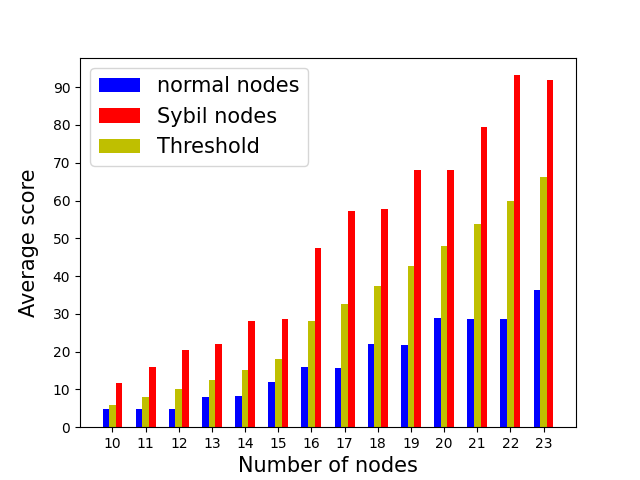 normal nodes
Sybil nodes
Threshold
Average score
90
80
70
60
50
40
30
20
10
0
10 11 12 13 14 15 16 17 18 19 20 21 22 23
Number of nodes